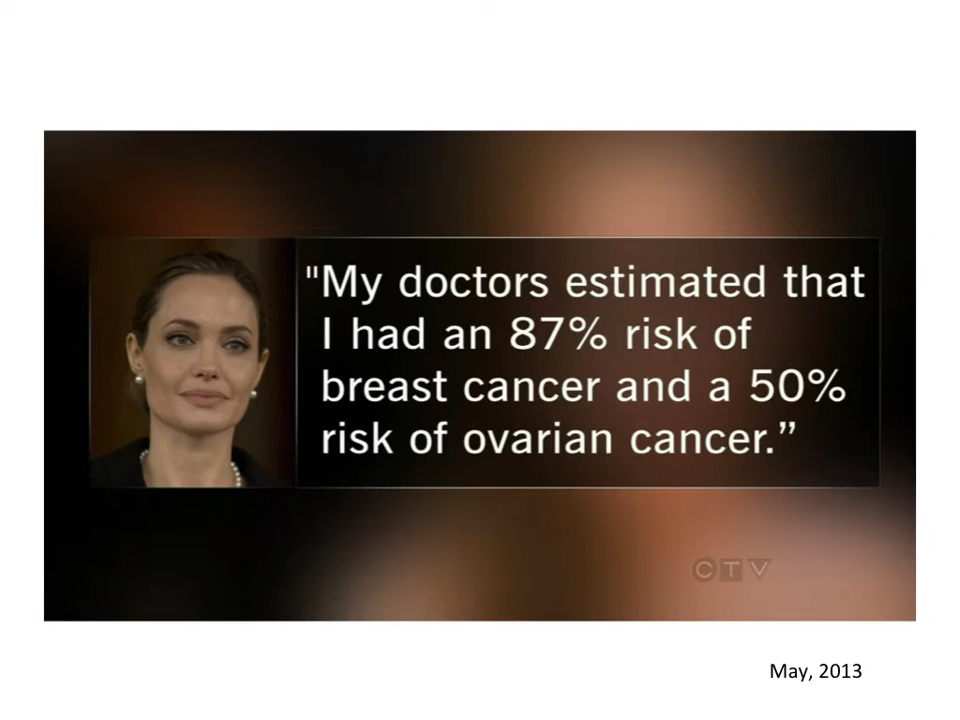 "My doctors estimated that
I had an 87% risk of
breast cancer and a 50%
risk of ovarian cancer.”
CTV
May, 2013